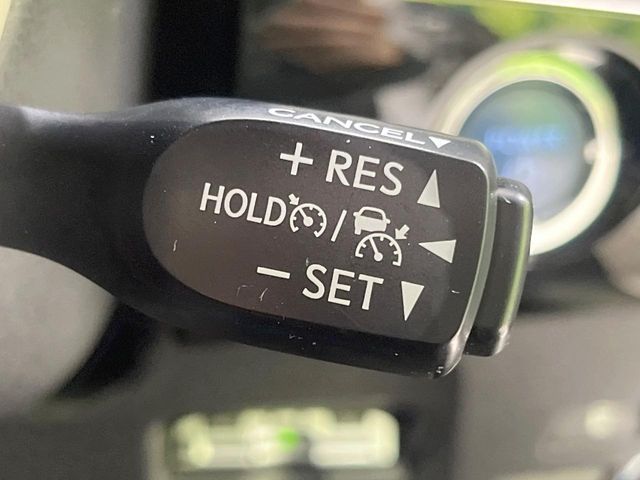 CANCEL▼
+ RES ▲
HOLD / ◀
− SET ▼